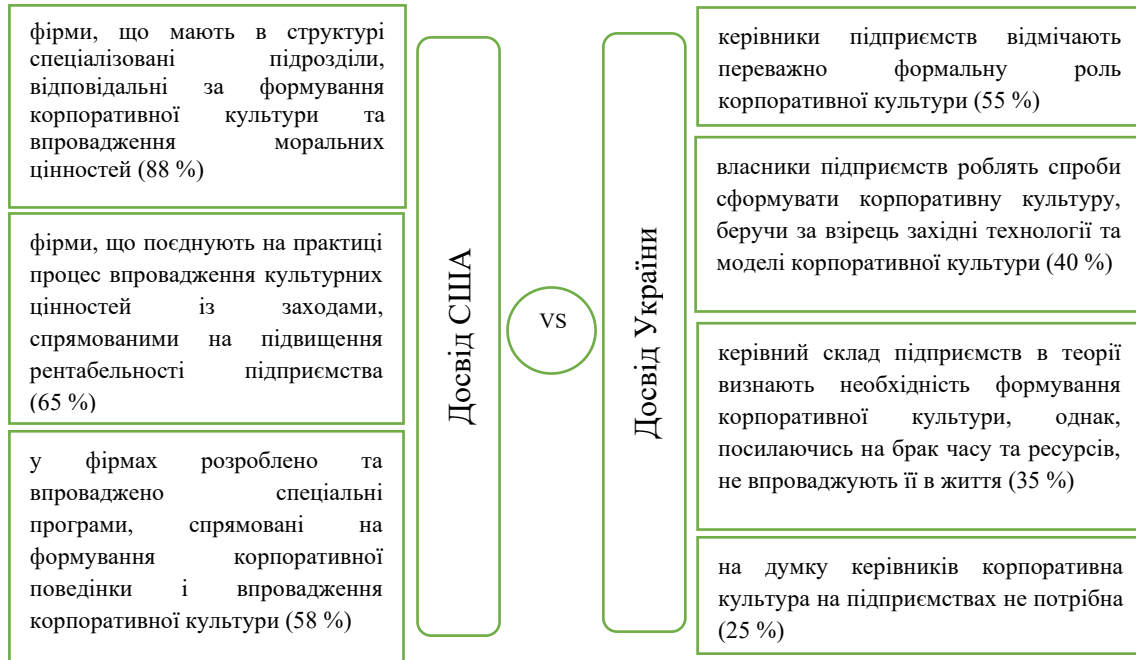 фірми, що мають в структурі
спеціалізовані підрозділи,
відповідальні за формування
корпоративної культури та
впровадження моральних
цінностей (88 %)
фірми, що поєднують на практиці
процес впровадження культурних
цінностей із заходами,
спрямованими на підвищення
рентабельності підприємства
(65 %)
у фірмах розроблено та
впроваджено спеціальні
програми, спрямовані на
формування корпоративної
поведінки і впровадження
корпоративної культури (58 %)
Досвід США
VS
Досвід України
керівники підприємств відмічають
переважно формальну роль
корпоративної культури (55 %)
власники підприємств роблять спроби
сформувати корпоративну культуру,
беручи за взірець західні технології та
моделі корпоративної культури (40 %)
керівний склад підприємств в теорії
визнають необхідність формування
корпоративної культури, однак,
посилаючись на брак часу та ресурсів,
не впроваджують її в життя (35 %)
на думку керівників корпоративна
культура на підприємствах не потрібна
(25 %)